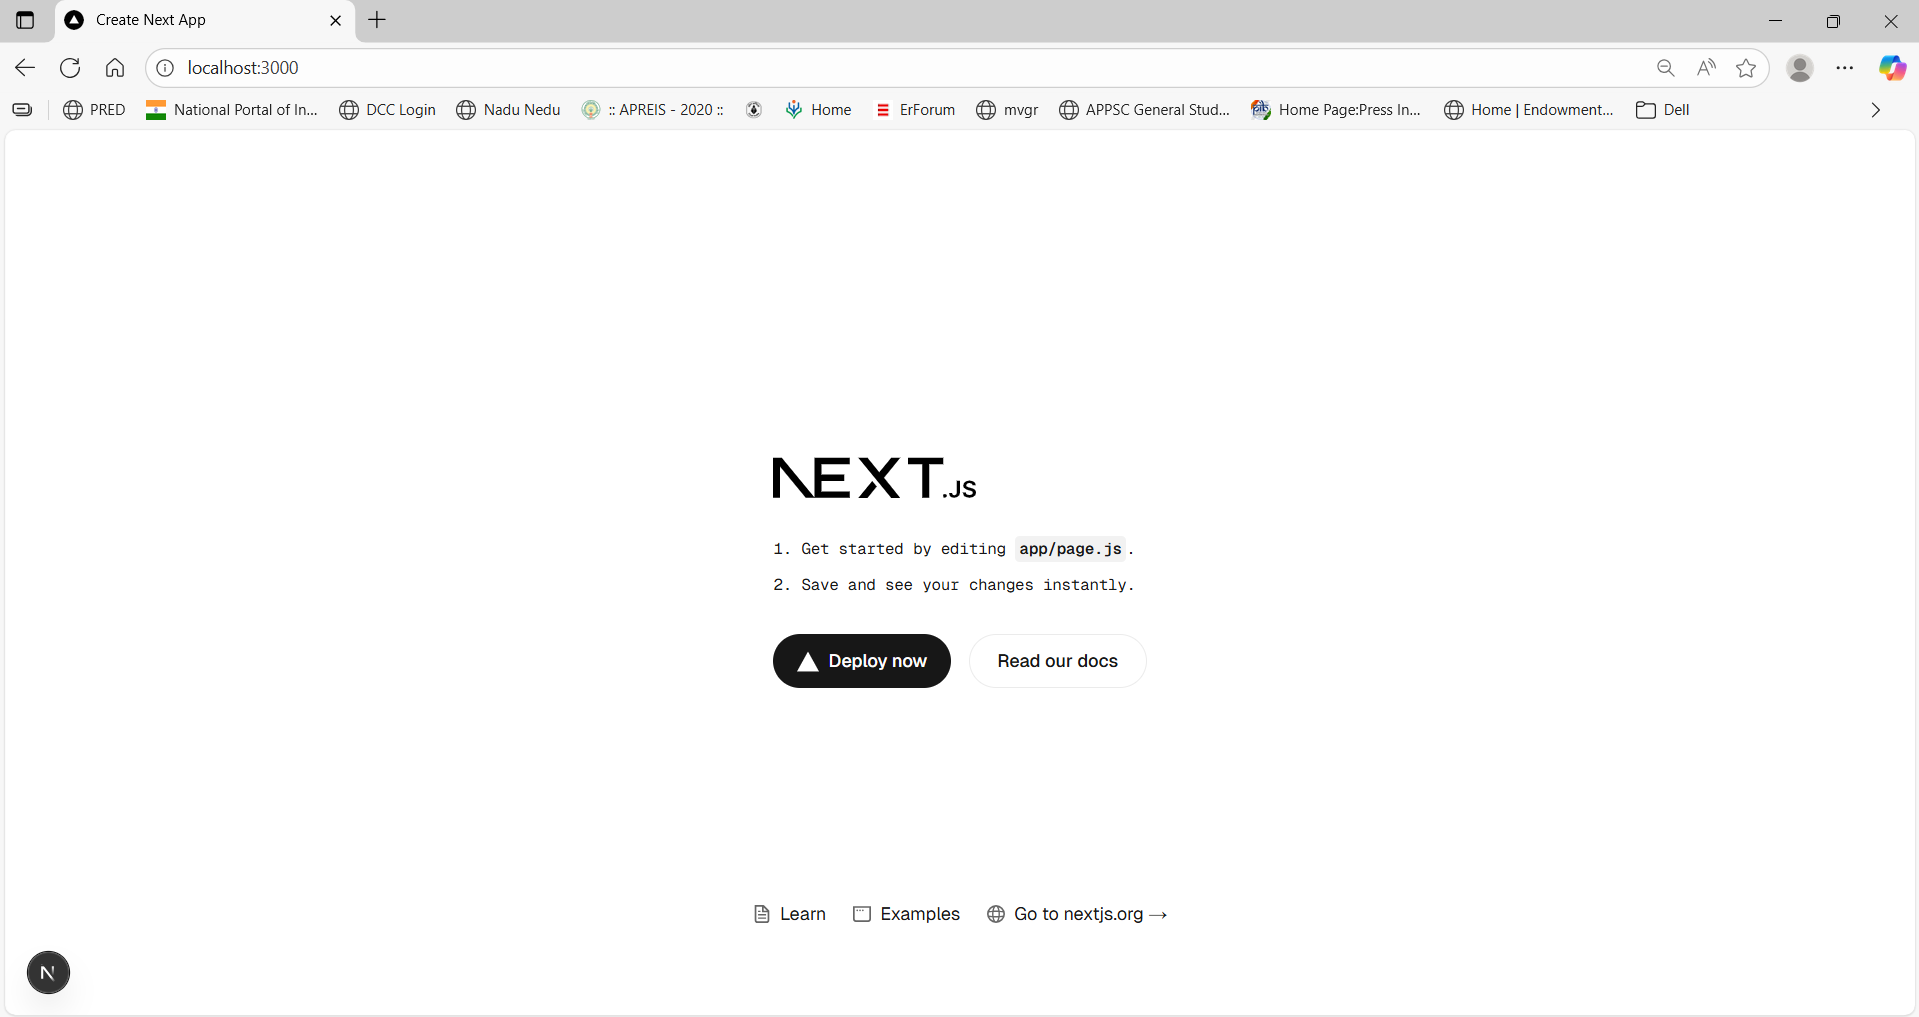 Create Next App
localhost:3000
PRED National Portal of In... DCC Login Nadu Nedu :: APREIS - 2020 :: Home ErForum mvgr APPSC General Stud... Home Page:Press In... Home | Endowment... Dell
NEXT.JS
1. Get started by editing app/page.js.
2. Save and see your changes instantly.
Deploy now Read our docs
Learn Examples Go to nextjs.org →
N